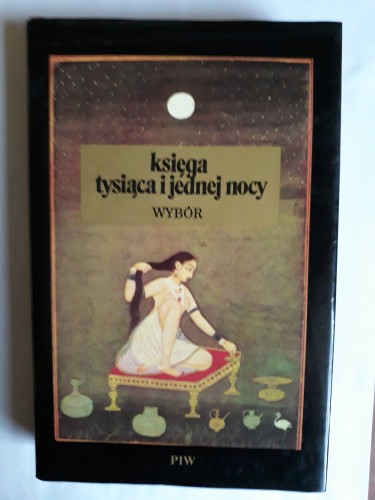 księga
tysiąca i jednej nocy
WYBÓR
PIW